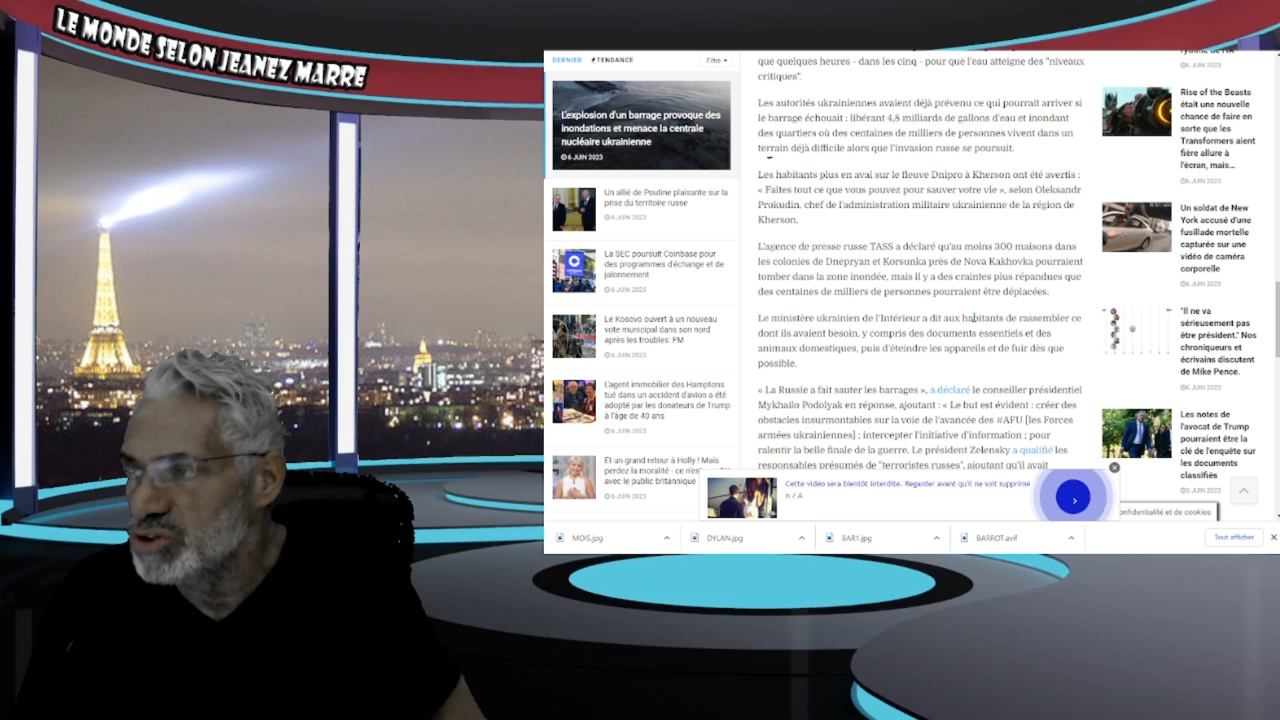 LE MONDE SELON JEANEZ MARRE
DERNIER
TENDANCE
Filtre
L'explosion d'un barrage provoque des
inondations et menace la centrale
nucléaire ukrainienne
6 JUIN 2023
Un allié de Poutine plaisante sur la
prise du territoire russe
6 JUIN 2023
La SEC poursuit Coinbase pour
des programmes d'échange et de
jalonnement
6 JUIN 2023
Le Kosovo ouvert à un nouveau
vote municipal dans son nord
après les troubles: FM
6 JUIN 2023
L'agent immobilier des Hamptons
tué dans un accident d'avion a été
adopté par les donateurs de Trump
à l'âge de 40 ans
6 JUIN 2023
Et un grand retour à Holly ! Mais
perdez la moralité - ce n'es
avec le public britannique
6 JUIN 2023
que quelques heures - dans les cinq - pour que l'eau atteigne des "niveaux
critiques".
Les autorités ukrainiennes avaient déjà prévenu ce qui pourrait arriver si
le barrage échouait : libérant 4,8 milliards de gallons d'eau et inondant
des quartiers où des centaines de milliers de personnes vivent dans un
terrain déjà difficile alors que l'invasion russe se poursuit.
Les habitants plus en aval sur le fleuve Dnipro à Kherson ont été avertis :
« Faites tout ce que vous pouvez pour sauver votre vie », selon Oleksandr
Prokudin, chef de l'administration militaire ukrainienne de la région de
Kherson.
L'agence de presse russe TASS a déclaré qu'au moins 300 maisons dans
les colonies de Dnepryan et Korsunka près de Nova Kakhovka pourraient
tomber dans la zone inondée, mais il y a des craintes plus répandues que
des centaines de milliers de personnes pourraient être déplacées.
Le ministère ukrainien de l'Intérieur a dit aux habitants de rassembler ce
dont ils avaient besoin, y compris des documents essentiels et des
animaux domestiques, puis d'éteindre les appareils et de fuir dès que
possible.
« La Russie a fait sauter les barrages », a déclaré le conseiller présidentiel
Mykhailo Podolyak en réponse, ajoutant : « Le but est évident : créer des
obstacles insurmontables sur la voie de l'avancée des #AFU [les Forces
armées ukrainiennes] ; intercepter l'initiative d'information ; pour
ralentir la belle finale de la guerre. Le président Zelensky a qualifié les
responsables présumés de "terroristes russes", ajoutant qu'il avait
6 JUIN 2023
Rise of the Beasts
était une nouvelle
chance de faire en
sorte que les
Transformers aient
fière allure à
l'écran, mais...
6 JUIN 2023
Un soldat de New
York accusé d'une
fusillade mortelle
capturée sur une
vidéo de caméra
corporelle
6 JUIN 2023
"Il ne va
sérieusement pas
être président." Nos
chroniqueurs et
écrivains discutent
de Mike Pence.
6 JUIN 2023
Les notes de
l'avocat de Trump
pourraient être la
clé de l'enquête sur
les documents
classifiés
5 JUIN 2023
Cette vidéo sera bientôt interdite. Regarder avant qu'il ne soit supprimé
n / A
onfidentialité et de cookies
MOIS.jpg
DYLAN.jpg
BAR1.jpg
BARROT.avif
Tout afficher